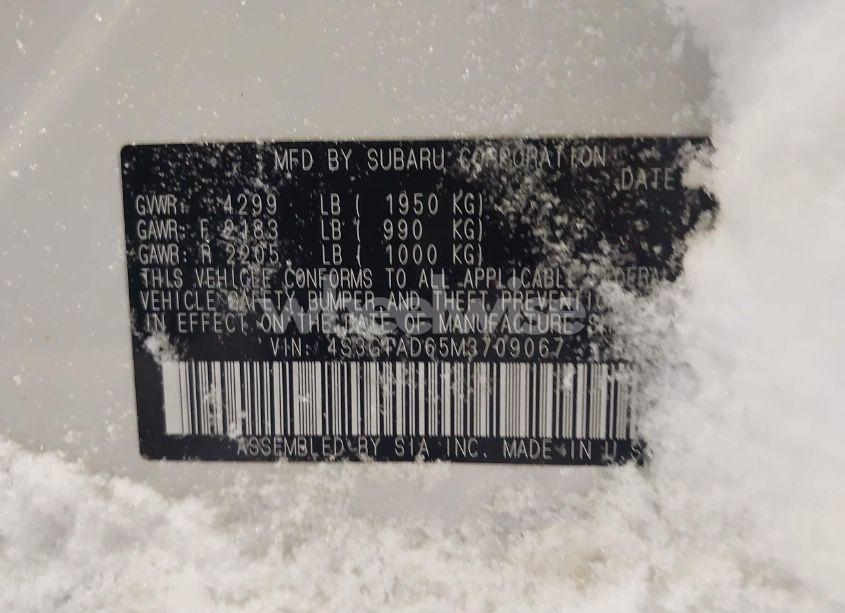 MFD BY SUBARU CORPORATION
DATE
GVWR: 4299 LB ( 1950 KG)
GAWR: F 2183 LB ( 990 KG)
GAWR: R 2205 LB ( 1000 KG)
THIS VEHICLE CONFORMS TO ALL APPLICABLE
VEHICLE SAFETY, BUMPER AND THEFT PREVENTIO
IN EFFECT ON THE DATE OF MANUFACTURE
VIN: 4S3GTAD65M3709067
ASSEMBLED BY SIA INC. MADE IN U.S